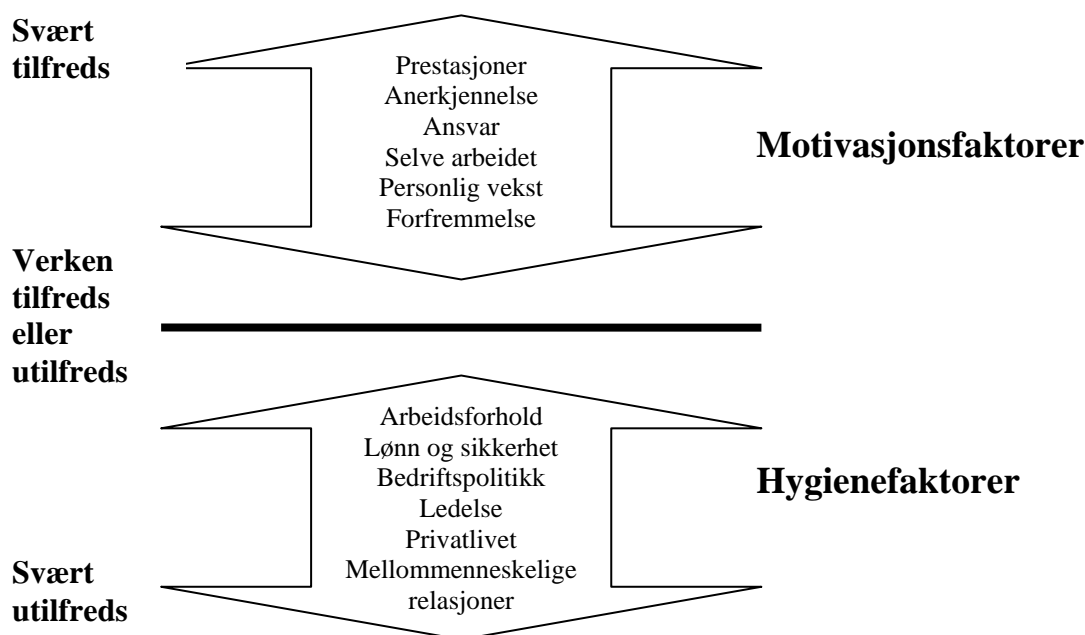 Svært
tilfreds
Prestasjoner
Anerkjennelse
Ansvar
Selve arbeidet
Personlig vekst
Forfremmelse
Motivasjonsfaktorer
Verken
tilfreds
eller
utilfreds
Arbeidsforhold
Lønn og sikkerhet
Bedriftspolitikk
Ledelse
Privatlivet
Mellommenneskelige
relasjoner
Hygienefaktorer
Svært
utilfreds